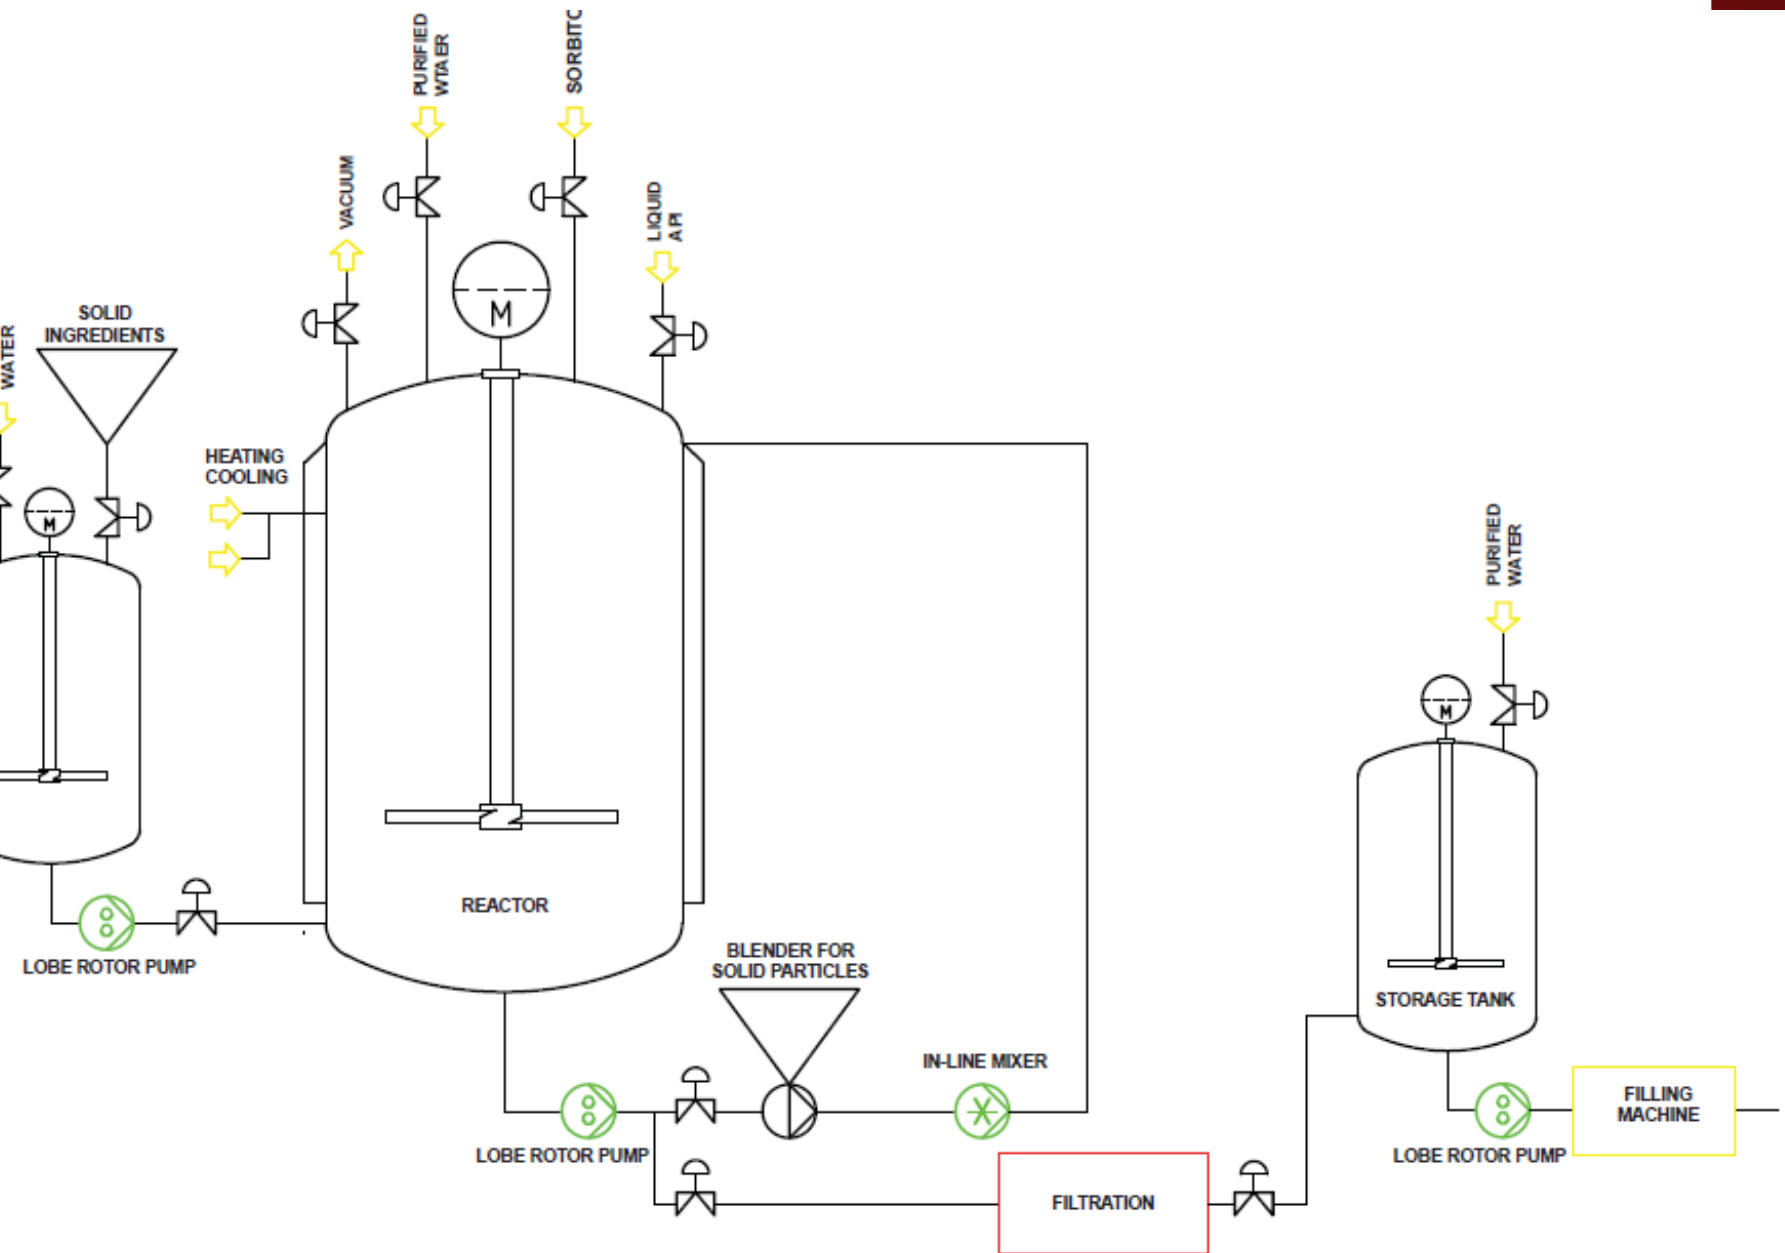 PURIFIED
WTAER
SORBITC
VACUUM
LIQUID
API
M
SOLID
INGREDIENTS
WATER
HEATING
COOLING
M
PURIFIED
WATER
M
REACTOR
LOBE ROTOR PUMP
BLENDER FOR
SOLID PARTICLES
STORAGE TANK
IN-LINE MIXER
FILLING
MACHINE
LOBE ROTOR PUMP
LOBE ROTOR PUMP
FILTRATION